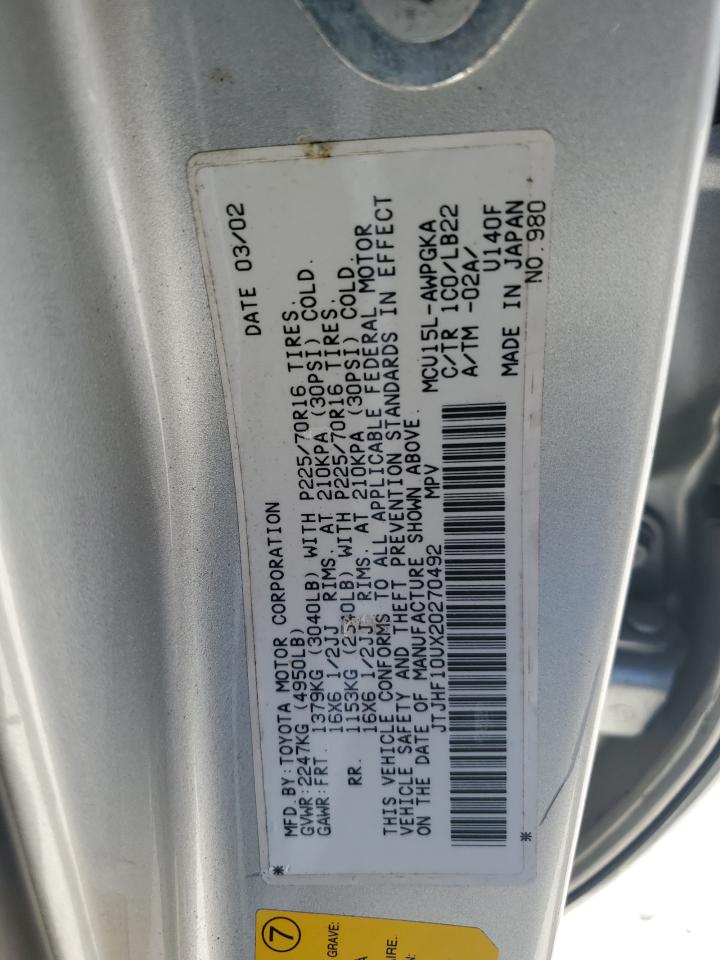 DATE 03/02
MFD. BY: TOYOTA MOTOR CORPORATION
GVWR: 2247KG (4950LB)
GAWR: FRT. 1379KG (3040LB) WITH P225/70R16 TIRES.
16X6 1/2JJ RIMS. AT 210KPA (30PSI) COLD.
RR. 1153KG (2540LB) WITH P225/70R16 TIRES.
16X6 1/2JJ RIMS. AT 210KPA (30PSI) COLD.
THIS VEHICLE CONFORMS TO ALL APPLICABLE FEDERAL MOTOR
VEHICLE SAFETY AND THEFT PREVENTION STANDARDS IN EFFECT
ON THE DATE OF MANUFACTURE SHOWN ABOVE.
JTJHF10UX20270492 MPV
MCU15L-AWPGKA
C/TR 1C0/LB22
A/TM -02A/
U140F
MADE IN JAPAN
NO.980
* *
7
GRAVE:
AIRE.